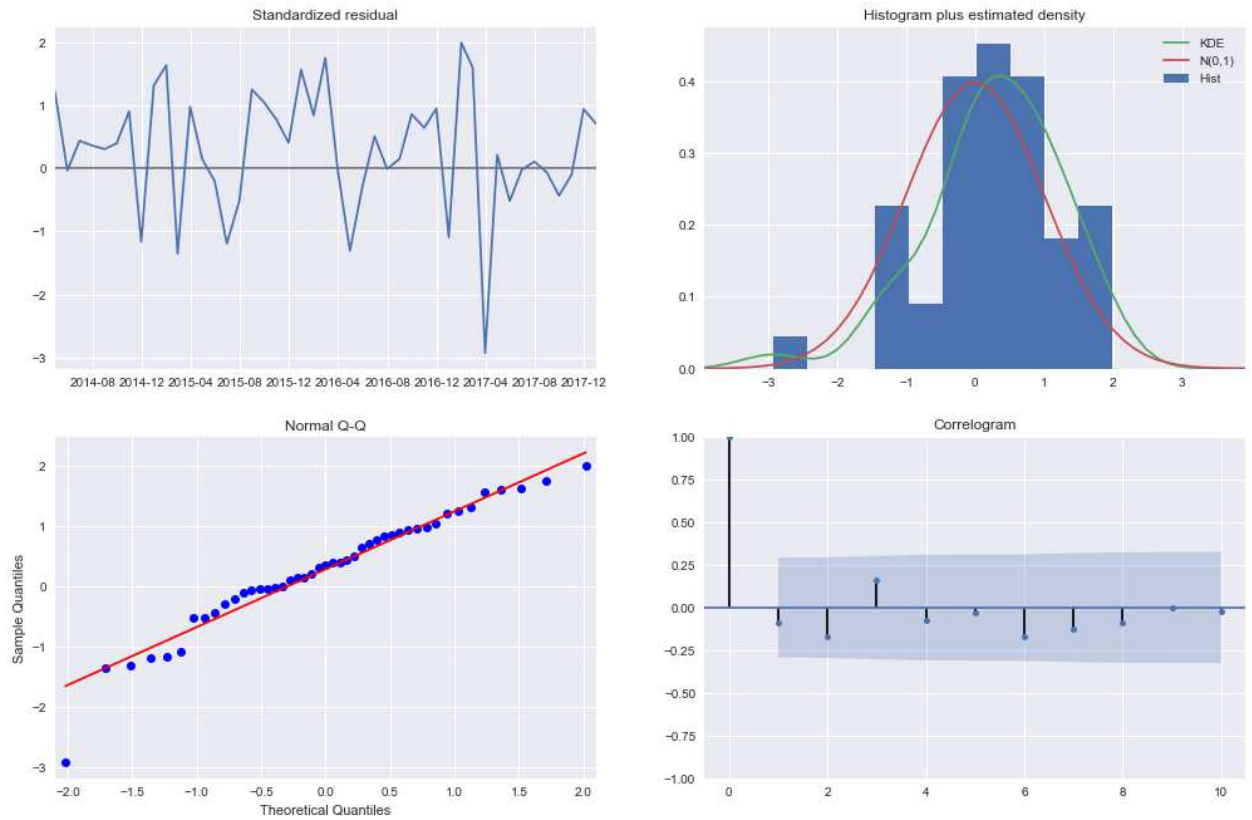 Standardized residual
2
1
0
−1
−2
−3
2014-08 2014-12 2015-04 2015-08 2015-12 2016-04 2016-08 2016-12 2017-04 2017-08 2017-12
Histogram plus estimated density
KDE
N(0,1)
Hist
0.4
0.3
0.2
0.1
0.0
−3 −2 −1 0 1 2 3
Normal Q-Q
Sample Quantiles
2
1
0
−1
−2
−3
−2.0 −1.5 −1.0 −0.5 0.0 0.5 1.0 1.5 2.0
Theoretical Quantiles
Correlogram
1.00
0.75
0.50
0.25
0.00
−0.25
−0.50
−0.75
−1.00
0 2 4 6 8 10